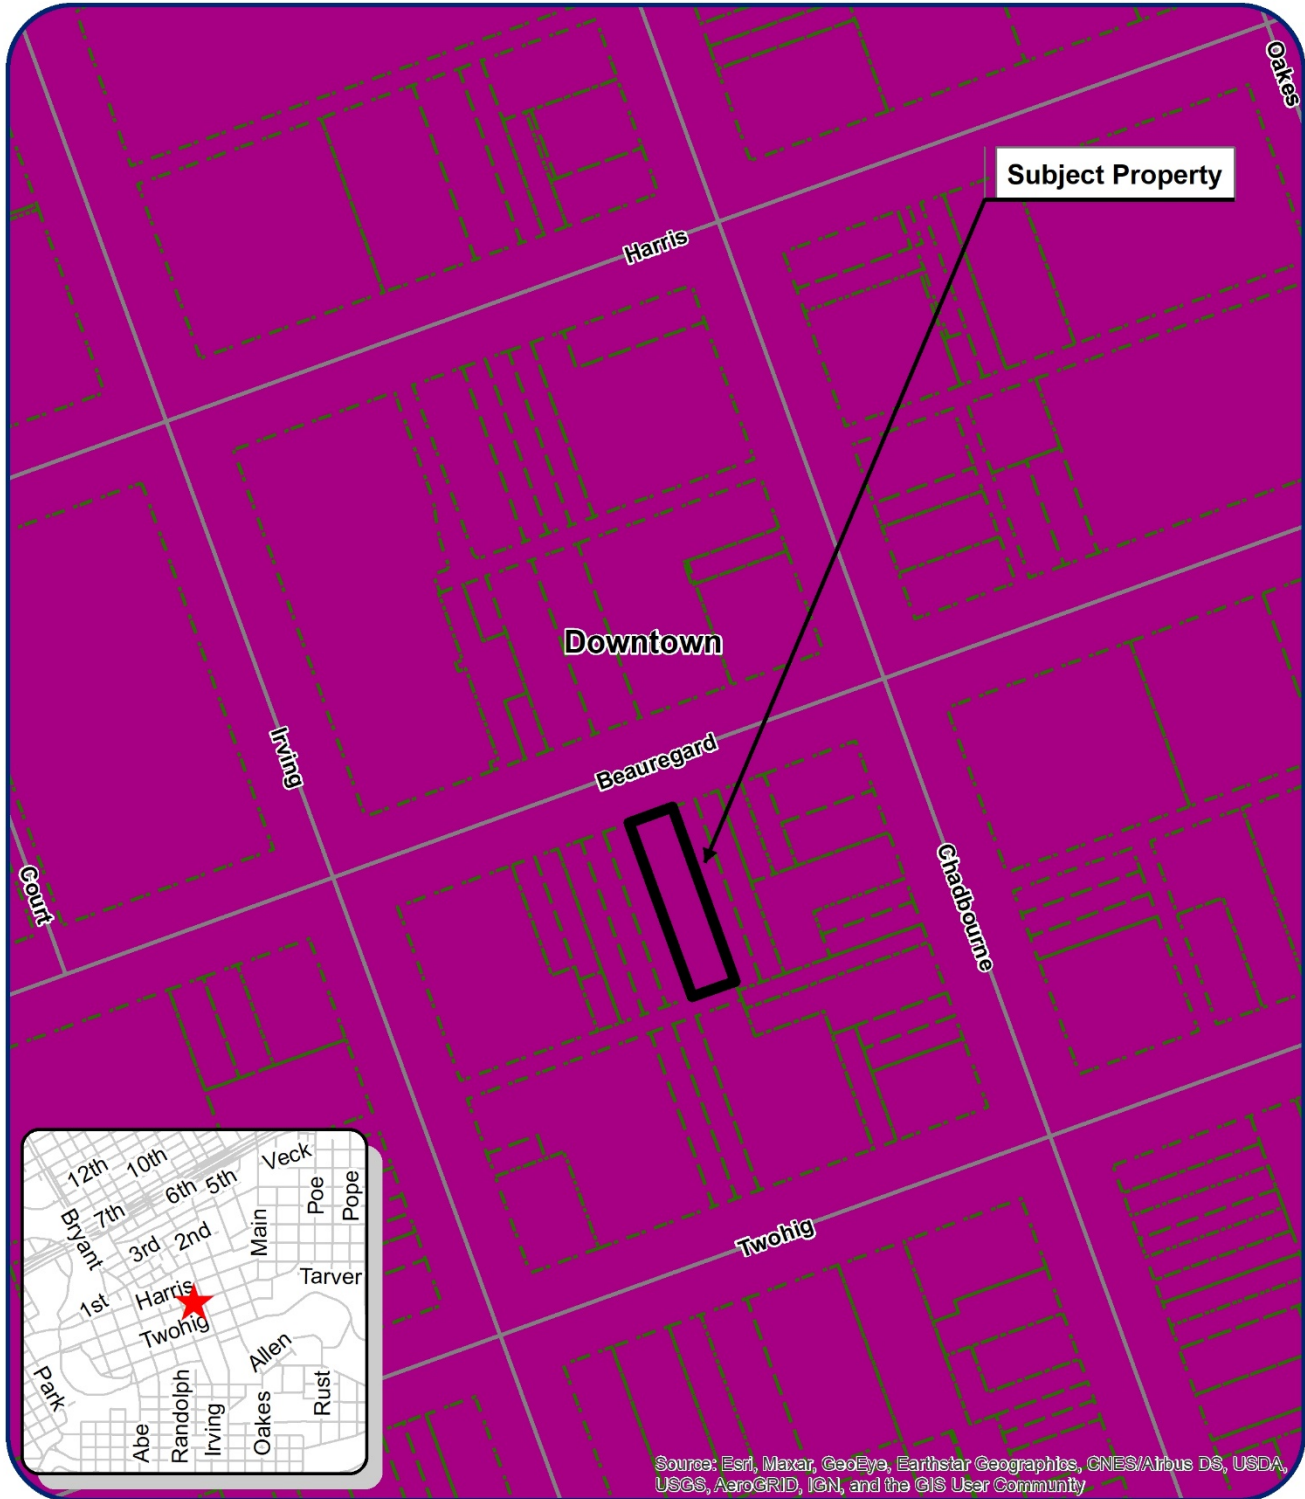 Oakes
Subject Property
Harris
Downtown
Irving
Beauregard
Court
Chadbourne
Twohig
12th
10th
Veck
6th
5th
Poe
Pope
7th
Bryant
3rd
2nd
Main
1st
Harris
Tarver
Twohig
Allen
Park
Abe
Randolph
Irving
Oakes
Rust
Source: Esri, Maxar, GeoEye, Earthstar Geographics, CNES/Airbus DS, USDA,
USGS, AeroGRID, IGN, and the GIS User Community